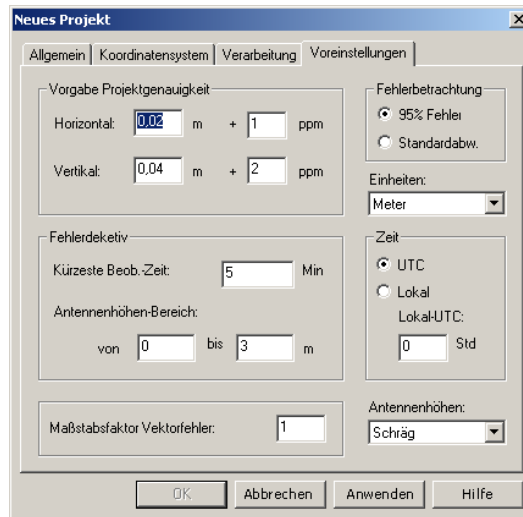 Neues Projekt
Allgemein Koordinatensystem Verarbeitung Voreinstellungen
Vorgabe Projektgenauigkeit
Horizontal: 0,02 m + 1 ppm
Vertikal: 0,04 m + 2 ppm
Fehlerbetrachtung
95% Fehler
Standardabw.
Einheiten:
Meter
Fehlerdeketiv
Kürzeste Beob.-Zeit: 5 Min
Antennenhöhen-Bereich:
von 0 bis 3 m
Zeit
UTC
Lokal
Lokal-UTC:
0 Std
Maßstabsfaktor Vektorfehler: 1
Antennenhöhen:
Schräg
OK Abbrechen Anwenden Hilfe